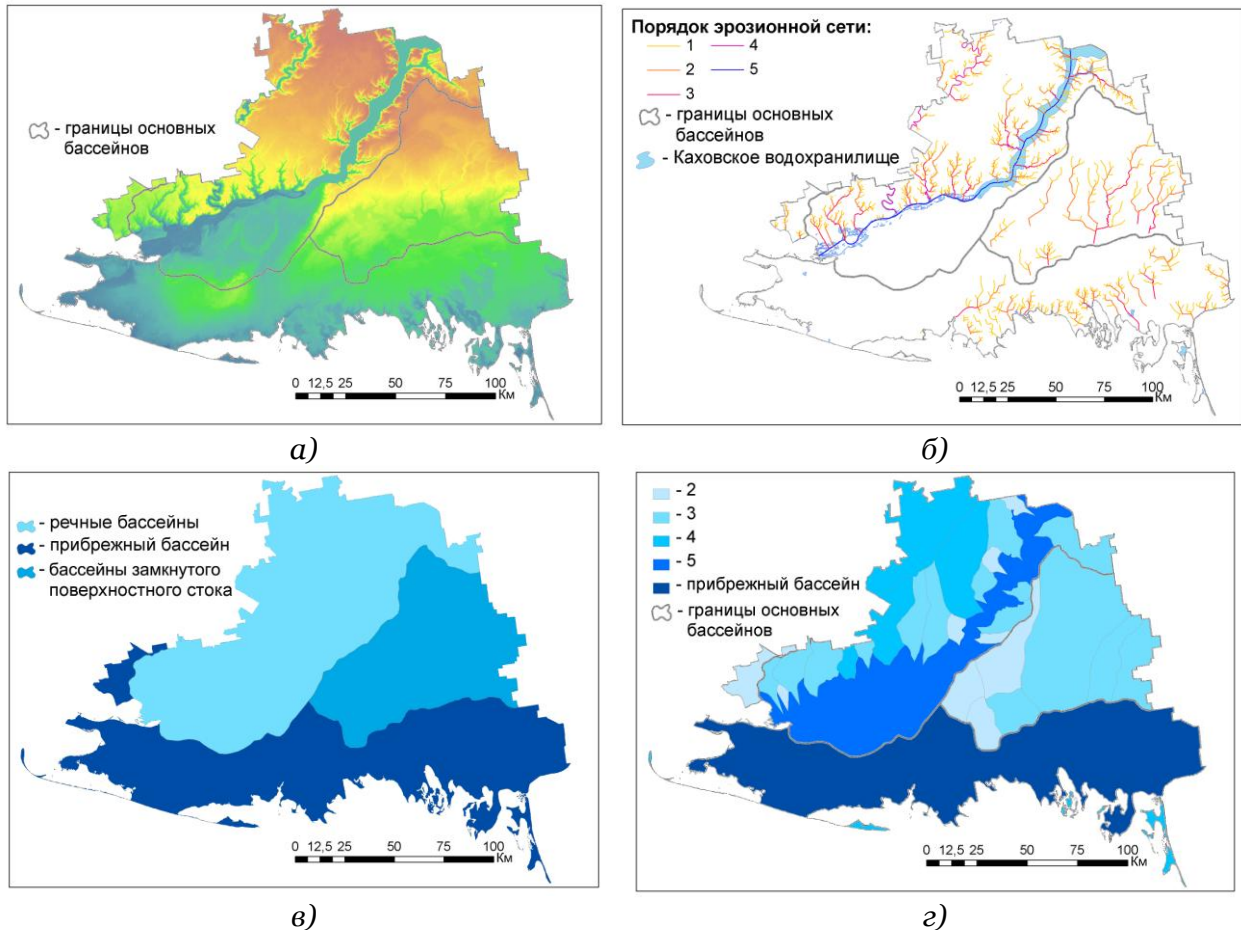 - границы основных
бассейнов
0 12,5 25 50 75 100
Км
а)
Порядок эрозионной сети:
1 4
2 5
3
- границы основных
бассейнов
- Каховское водохранилище
0 12,5 25 50 75 100
Км
б)
- речные бассейны
- прибрежный бассейн
- бассейны замкнутого
поверхностного стока
0 12,5 25 50 75 100
Км
в)
- 2
- 3
- 4
- 5
- прибрежный бассейн
- границы основных
бассейнов
0 12,5 25 50 75 100
Км
г)